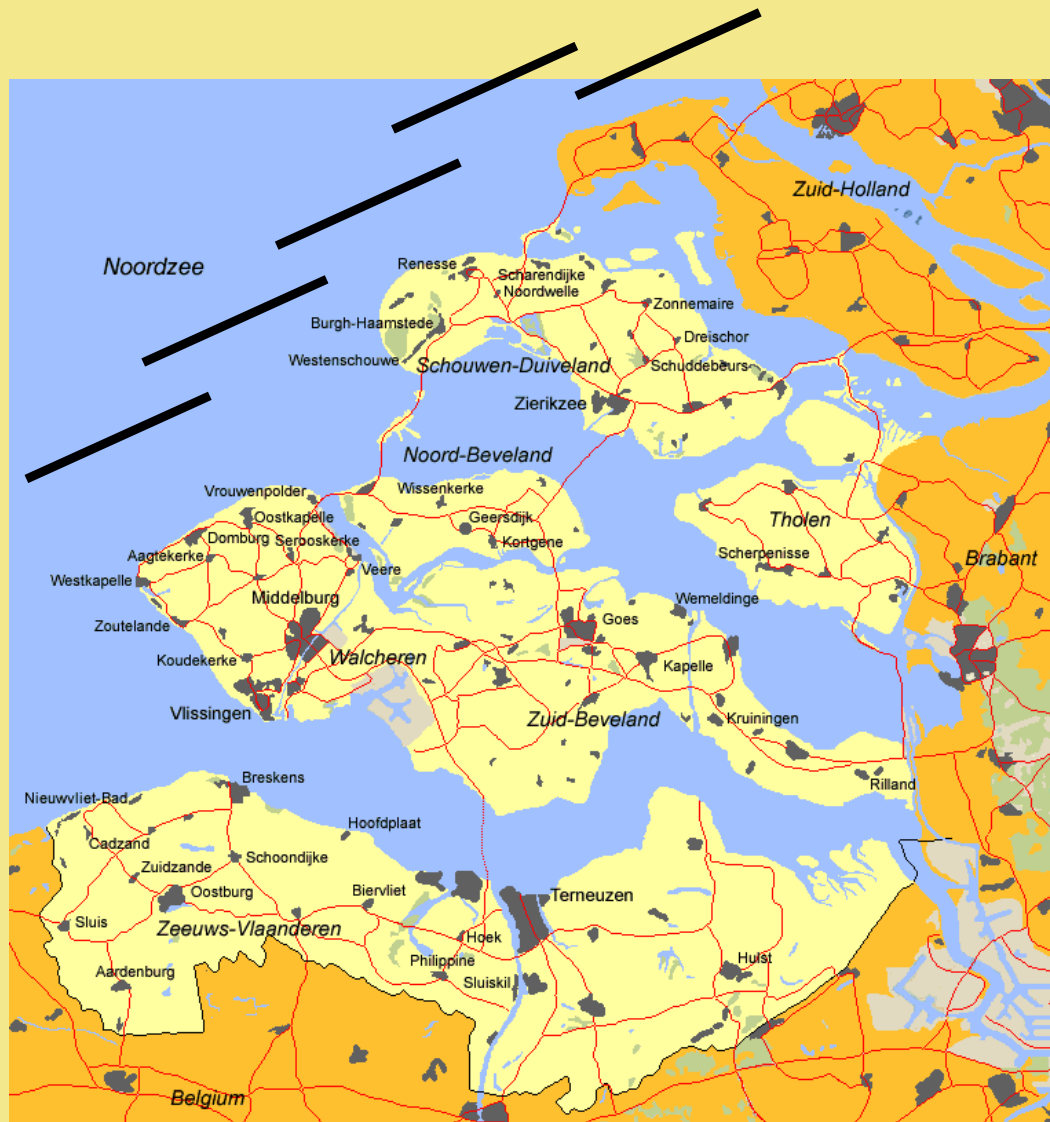 Zuid-Holland
Noordzee
Renesse
Scharendijke
Noordwelle
Zonnemaire
Burgh-Haamstede
Dreischor
Westenschouwe
Schouwen-Duiveland
Schuddebeurs
Zierikzee
Noord-Beveland
Vrouwenpolder
Wissenkerke
Oostkapelle
Geersdijk
Tholen
Domburg
Serooskerke
Kortgene
Aagtekerke
Scherpenisse
Brabant
Westkapelle
Veere
Middelburg
Wemeldinge
Zoutelande
Goes
Koudekerke
Walcheren
Kapelle
Vlissingen
Zuid-Beveland
Kruiningen
Breskens
Rilland
Nieuwvliet-Bad
Hoofdplaat
Cadzand
Schoondijke
Zuidzande
Oostburg
Biervliet
Terneuzen
Sluis
Zeeuws-Vlaanderen
Hoek
Philippine
Hulst
Aardenburg
Sluiskil
Belgium